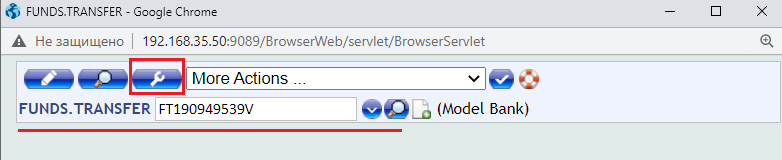 FUNDS.TRANSFER - Google Chrome
Не защищено 192.168.35.50:9089/BrowserWeb/servlet/BrowserServlet
More Actions ...
FUNDS.TRANSFER FT190949539V (Model Bank)